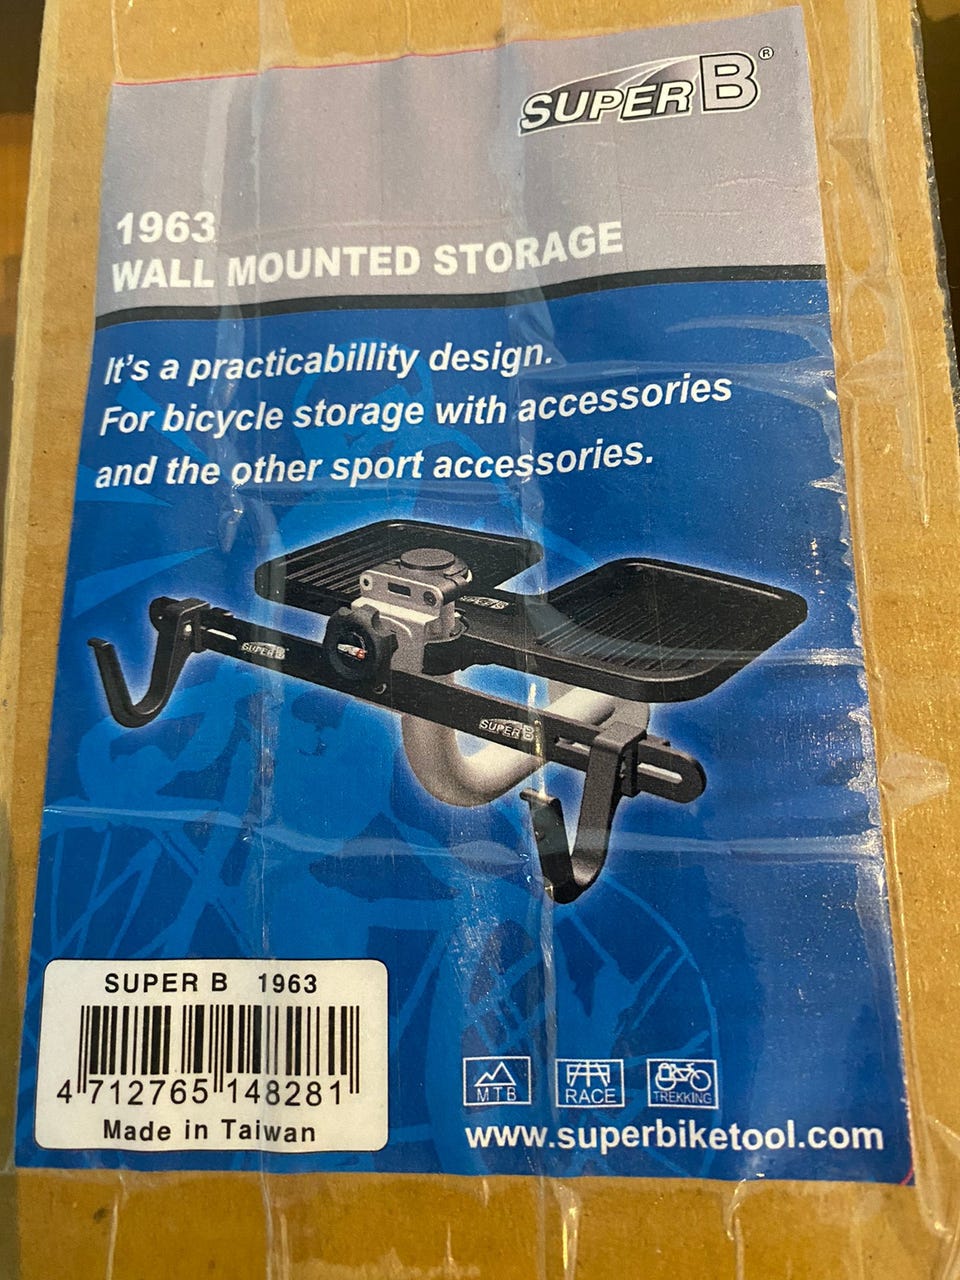 SUPER B®
1963
WALL MOUNTED STORAGE
It's a practicabillity design.
For bicycle storage with accessories
and the other sport accessories.
SUPER B
SUPER B
SUPER B
SUPER B 1963
4 712765 148281
Made in Taiwan
MTB
RACE
TREKKING
www.superbiketool.com